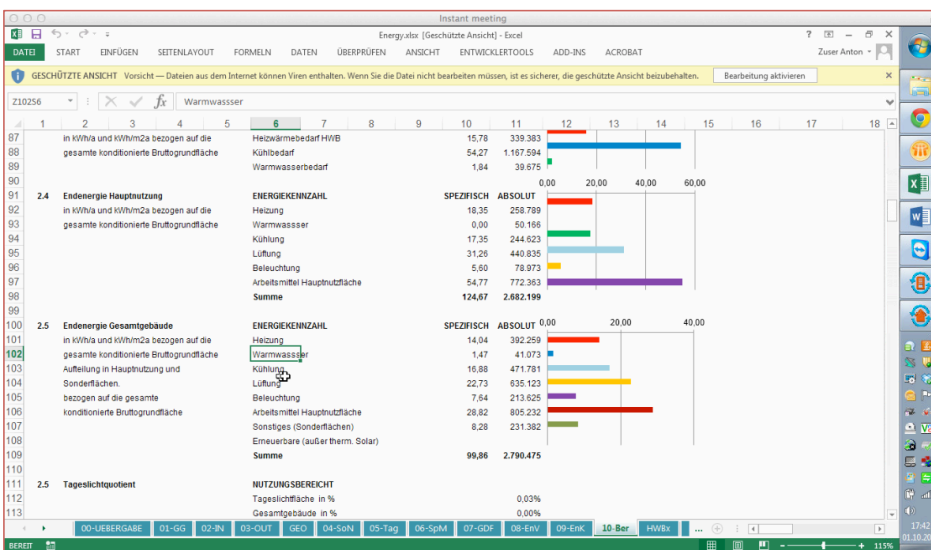 Instant meeting
Energy.xlsx [Geschützte Ansicht] - Excel
DATEI START EINFÜGEN SEITENLAYOUT FORMELN DATEN ÜBERPRÜFEN ANSICHT ENTWICKLERTOOLS ADD-INS ACROBAT Zuser Anton
GESCHÜTZTE ANSICHT Vorsicht — Dateien aus dem Internet können Viren enthalten. Wenn Sie die Datei nicht bearbeiten müssen, ist es sicherer, die geschützte Ansicht beizubehalten. Bearbeitung aktivieren
Z10256 fx Warmwassser
1 2 3 4 5 6 7 8 9 10 11 12 13 14 15 16 17 18
87 in kWh/a und kWh/m2a bezogen auf die Heizwärmebedarf HWB 15,78 339.383
88 gesamte konditionierte Bruttogrundfläche Kühlbedarf 54,27 1.167.594
89 Warmwasserbedarf 1,84 39.675
90 0,00 20,00 40,00 60,00
91 2.4 Endenergie Hauptnutzung ENERGIEKENNZAHL SPEZIFISCH ABSOLUT
92 in kWh/a und kWh/m2a bezogen auf die Heizung 18,35 258.789
93 gesamte konditionierte Bruttogrundfläche Warmwassser 0,00 50.166
94 Kühlung 17,35 244.623
95 Lüftung 31,26 440.835
96 Beleuchtung 5,60 78.973
97 Arbeitsmittel Hauptnutzfläche 54,77 772.363
98 Summe 124,67 2.682.199
99
100 2.5 Endenergie Gesamtgebäude ENERGIEKENNZAHL SPEZIFISCH ABSOLUT 0,00 20,00 40,00
101 in kWh/a und kWh/m2a bezogen auf die Heizung 14,04 392.259
102 gesamte konditionierte Bruttogrundfläche Warmwassser 1,47 41.073
103 Aufteilung in Hauptnutzung und Kühlung 16,88 471.781
104 Sonderflächen. Lüftung 22,73 635.123
105 bezogen auf die gesamte Beleuchtung 7,64 213.625
106 konditionierte Bruttogrundfläche Arbeitsmittel Hauptnutzfläche 28,82 805.232
107 Sonstiges (Sonderflächen) 8,28 231.382
108 Erneuerbare (außer therm. Solar)
109 Summe 99,86 2.790.475
110
111 2.5 Tageslichtquotient NUTZUNGSBEREICHT
112 Tageslichtfläche in % 0,03%
113 Gesamtgebäude in % 0,00%
00-UEBERGABE 01-GG 02-IN 03-OUT GEO 04-SoN 05-Tag 06-SpM 07-GDF 08-EnV 09-EnK 10-Ber HWBx ...
17:42
BEREIT 115%